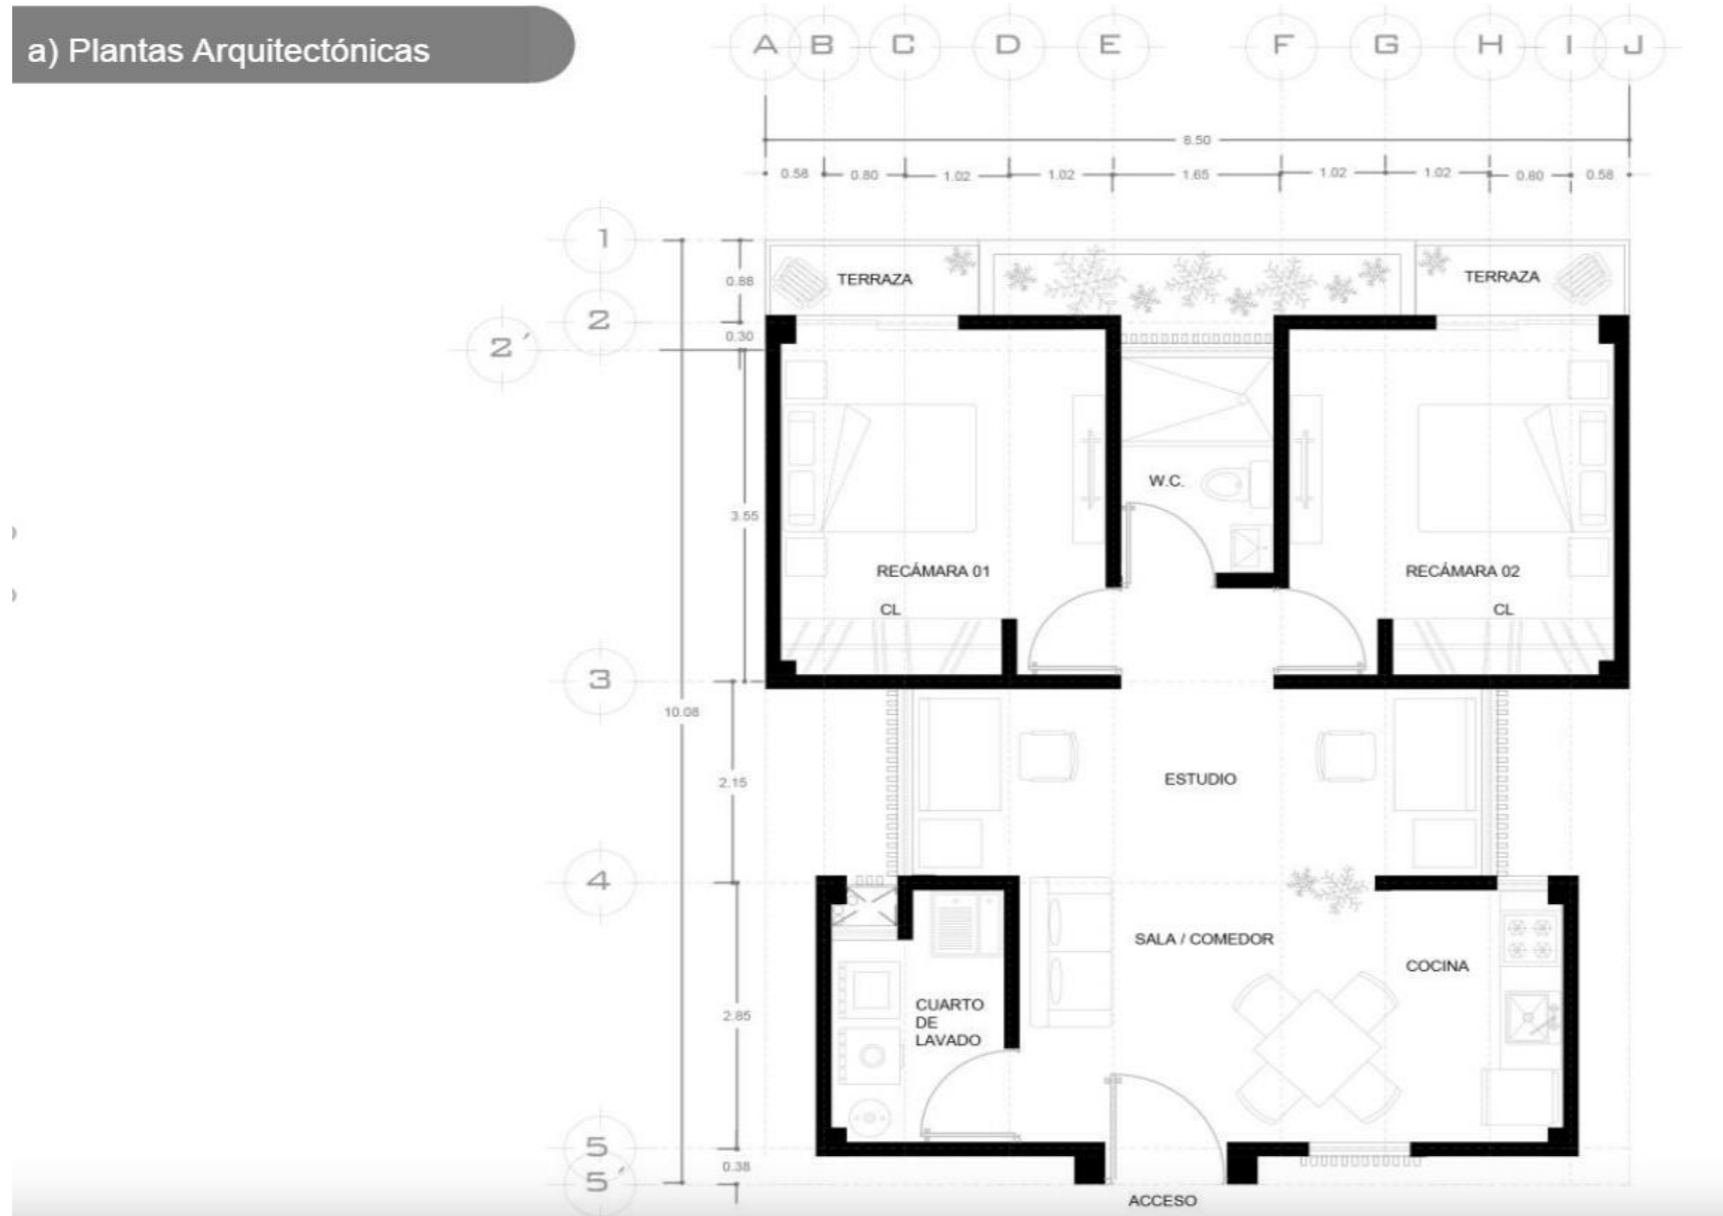 a) Plantas Arquitectónicas
A B C D E F G H I J
8.50
0.58 0.80 1.02 1.02 1.65 1.02 1.02 0.80 0.58
1
0.88
TERRAZA
TERRAZA
2
0.30
2´
W.C.
3.55
RECÁMARA 01
RECÁMARA 02
CL
CL
3
10.08
2.15
ESTUDIO
4
SALA / COMEDOR
COCINA
2.85
CUARTO
DE
LAVADO
5
0.38
5´
ACCESO